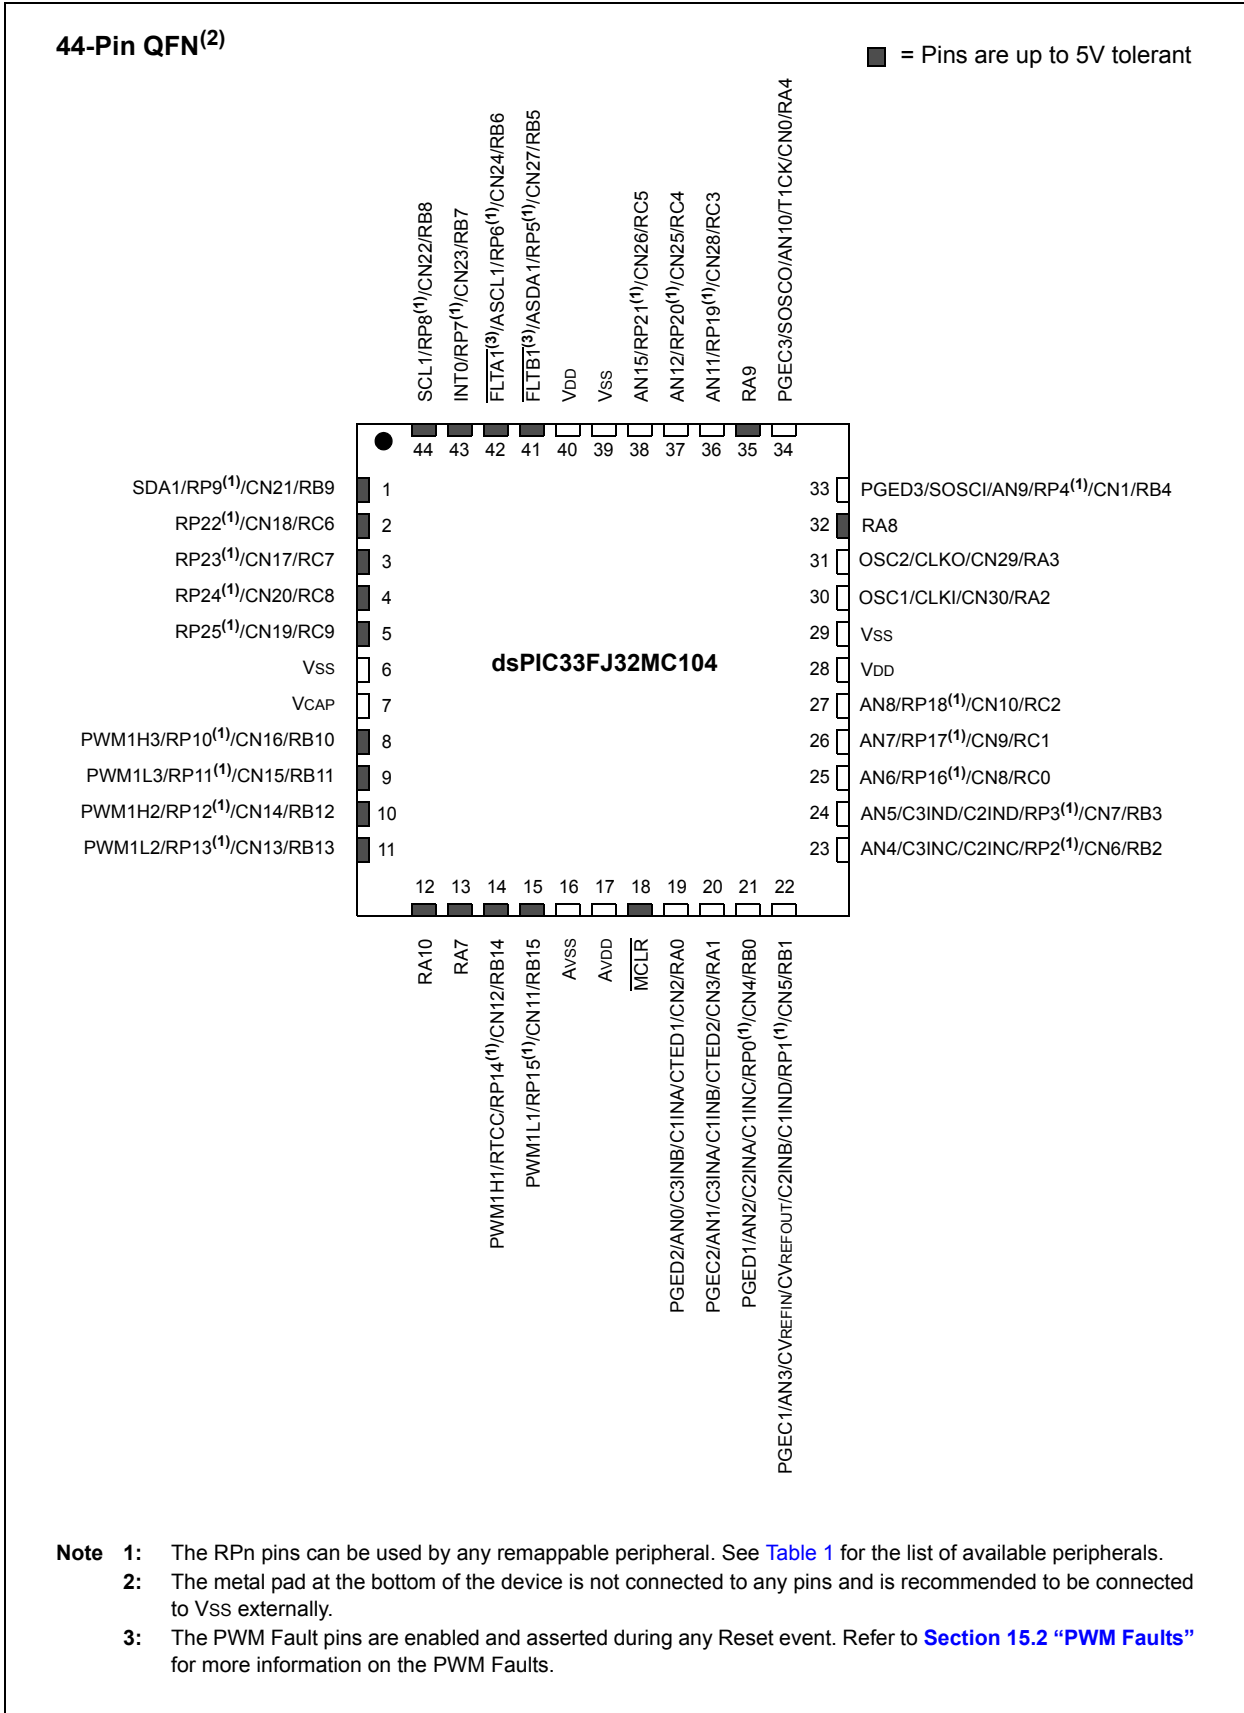 44-Pin QFN(2)
= Pins are up to 5V tolerant
SCL1/RP8(1)/CN22/RB8
INT0/RP7(1)/CN23/RB7
FLTA1(3)/ASCL1/RP6(1)/CN24/RB6
FLTB1(3)/ASDA1/RP5(1)/CN27/RB5
VDD
VSS
AN15/RP21(1)/CN26/RC5
AN12/RP20(1)/CN25/RC4
AN11/RP19(1)/CN28/RC3
RA9
PGEC3/SOSCO/AN10/T1CK/CN0/RA4
44 43 42 41 40 39 38 37 36 35 34
SDA1/RP9(1)/CN21/RB9 1
RP22(1)/CN18/RC6 2
RP23(1)/CN17/RC7 3
RP24(1)/CN20/RC8 4
RP25(1)/CN19/RC9 5
VSS 6
VCAP 7
PWM1H3/RP10(1)/CN16/RB10 8
PWM1L3/RP11(1)/CN15/RB11 9
PWM1H2/RP12(1)/CN14/RB12 10
PWM1L2/RP13(1)/CN13/RB13 11
dsPIC33FJ32MC104
33 PGED3/SOSCI/AN9/RP4(1)/CN1/RB4
32 RA8
31 OSC2/CLKO/CN29/RA3
30 OSC1/CLKI/CN30/RA2
29 VSS
28 VDD
27 AN8/RP18(1)/CN10/RC2
26 AN7/RP17(1)/CN9/RC1
25 AN6/RP16(1)/CN8/RC0
24 AN5/C3IND/C2IND/RP3(1)/CN7/RB3
23 AN4/C3INC/C2INC/RP2(1)/CN6/RB2
12 13 14 15 16 17 18 19 20 21 22
RA10
RA7
PWM1H1/RTCC/RP14(1)/CN12/RB14
PWM1L1/RP15(1)/CN11/RB15
AVSS
AVDD
MCLR
PGED2/AN0/C3INB/C1INA/CTED1/CN2/RA0
PGEC2/AN1/C3INA/C1INB/CTED2/CN3/RA1
PGED1/AN2/C2INA/C1INC/RP0(1)/CN4/RB0
PGEC1/AN3/CVREFIN/CVREFOUT/C2INB/C1IND/RP1(1)/CN5/RB1
Note 1: The RPn pins can be used by any remappable peripheral. See Table 1 for the list of available peripherals.
2: The metal pad at the bottom of the device is not connected to any pins and is recommended to be connected
to VSS externally.
3: The PWM Fault pins are enabled and asserted during any Reset event. Refer to Section 15.2 “PWM Faults”
for more information on the PWM Faults.